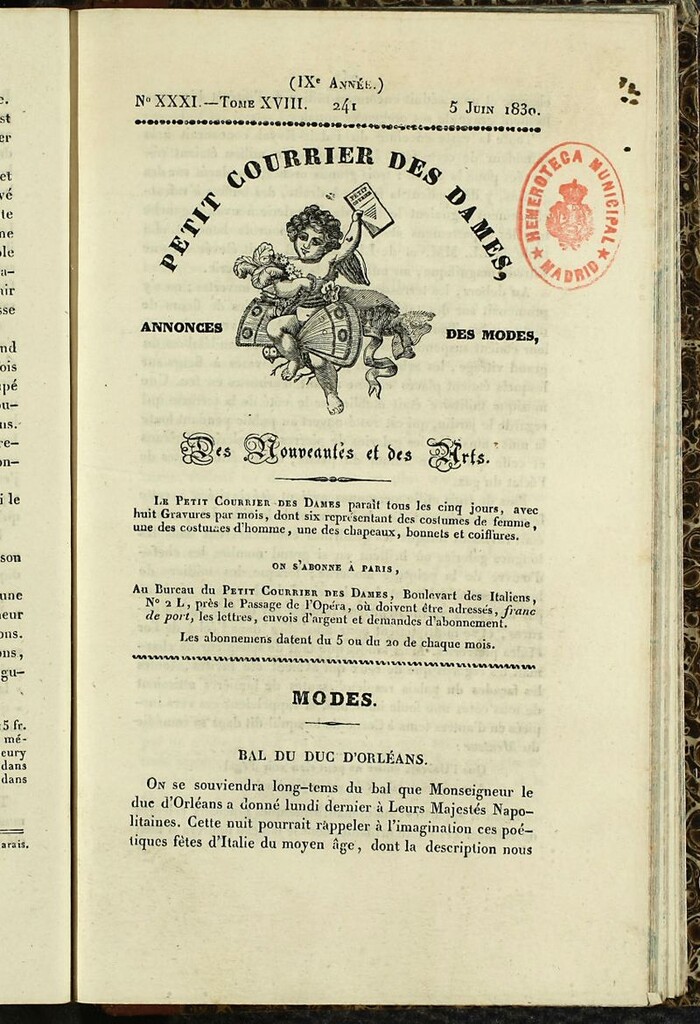 (IXe Année.)
No XXXI.—Tome XVIII. 241 5 Juin 1830.
PETIT COURRIER DES DAMES,
PETIT
ANNONCES DES MODES,
Des Nouveautés et des Arts.
HEMEROTECA MUNICIPAL
MADRID
Le Petit Courrier des Dames paraît tous les cinq jours, avec
huit Gravures par mois, dont six représentant des costumes de femme,
une des costumes d'homme, une des chapeaux, bonnets et coiffures.
ON S'ABONNE A PARIS,
Au Bureau du Petit Courrier des Dames, Boulevart des Italiens,
No 2 L, près le Passage de l'Opéra, où doivent être adressés, franc
de port, les lettres, envois d'argent et demandes d'abonnement.
Les abonnemens datent du 5 ou du 20 de chaque mois.
MODES.
BAL DU DUC D'ORLÉANS.
On se souviendra long-tems du bal que Monseigneur le
duc d'Orléans a donné lundi dernier à Leurs Majestés Napo-
litaines. Cette nuit pourrait rappeler à l'imagination ces poé-
tiques fêtes d'Italie du moyen âge, dont la description nous